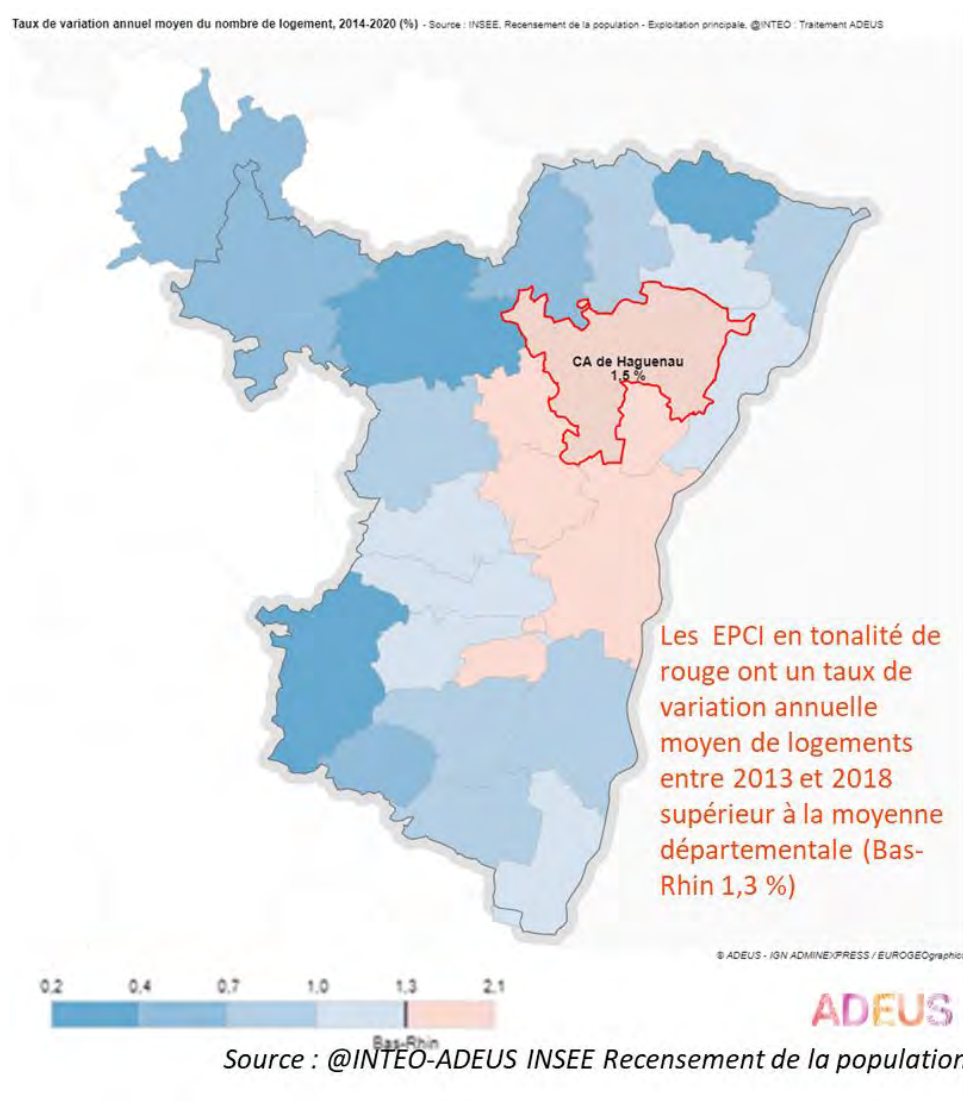 Taux de variation annuel moyen du nombre de logement, 2014-2020 (%) - Source : INSEE, Recensement de la population - Exploitation principale, @INTEO : Traitement ADEUS
CA de Haguenau
1,5 %
Les EPCI en tonalité de
rouge ont un taux de
variation annuelle
moyen de logements
entre 2013 et 2018
supérieur à la moyenne
départementale (Bas-
Rhin 1,3 %)
© ADEUS - IGN ADMINEXPRESS / EUROGEOgraphics
0,2 0,4 0,7 1,0 1,3 2,1
Bas-Rhin
ADEUS
Source : @INTEO-ADEUS INSEE Recensement de la population